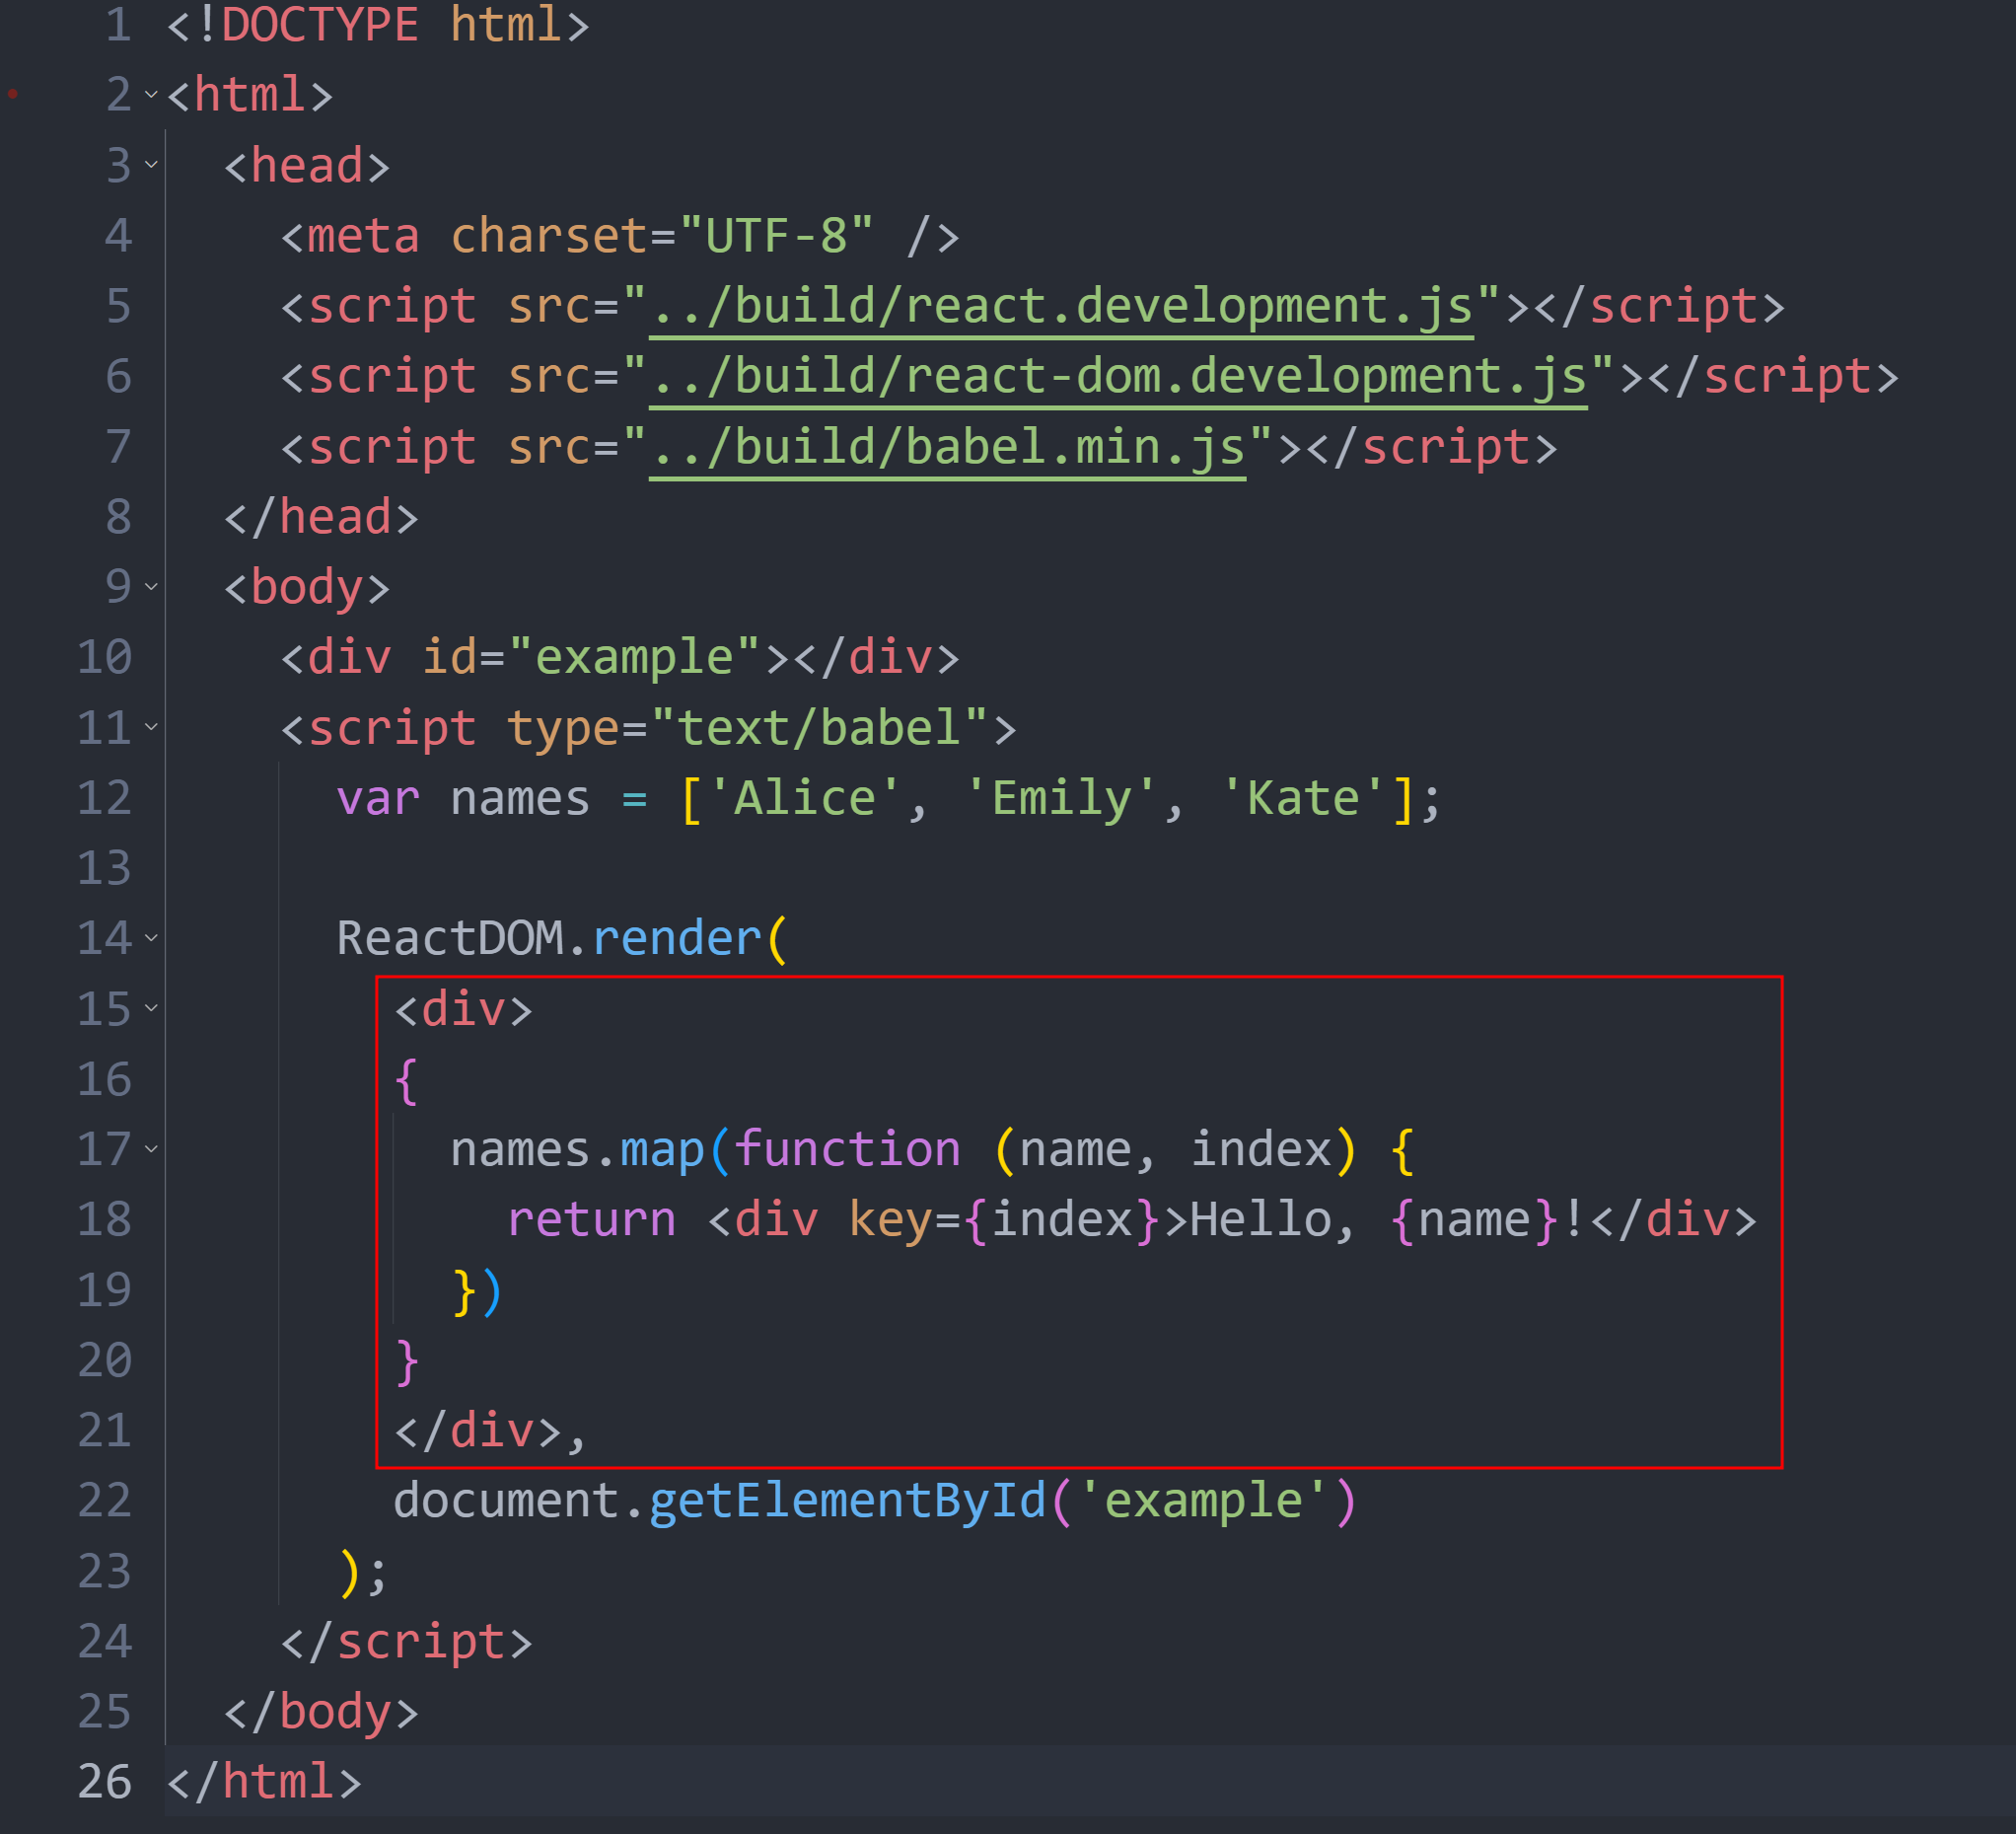 1 <!DOCTYPE html>
2 <html>
3 <head>
4 <meta charset="UTF-8" />
5 <script src="../build/react.development.js"></script>
6 <script src="../build/react-dom.development.js"></script>
7 <script src="../build/babel.min.js"></script>
8 </head>
9 <body>
10 <div id="example"></div>
11 <script type="text/babel">
12 var names = ['Alice', 'Emily', 'Kate'];
13
14 ReactDOM.render(
15 <div>
16 {
17 names.map(function (name, index) {
18 return <div key={index}>Hello, {name}!</div>
19 })
20 }
21 </div>,
22 document.getElementById('example')
23 );
24 </script>
25 </body>
26 </html>